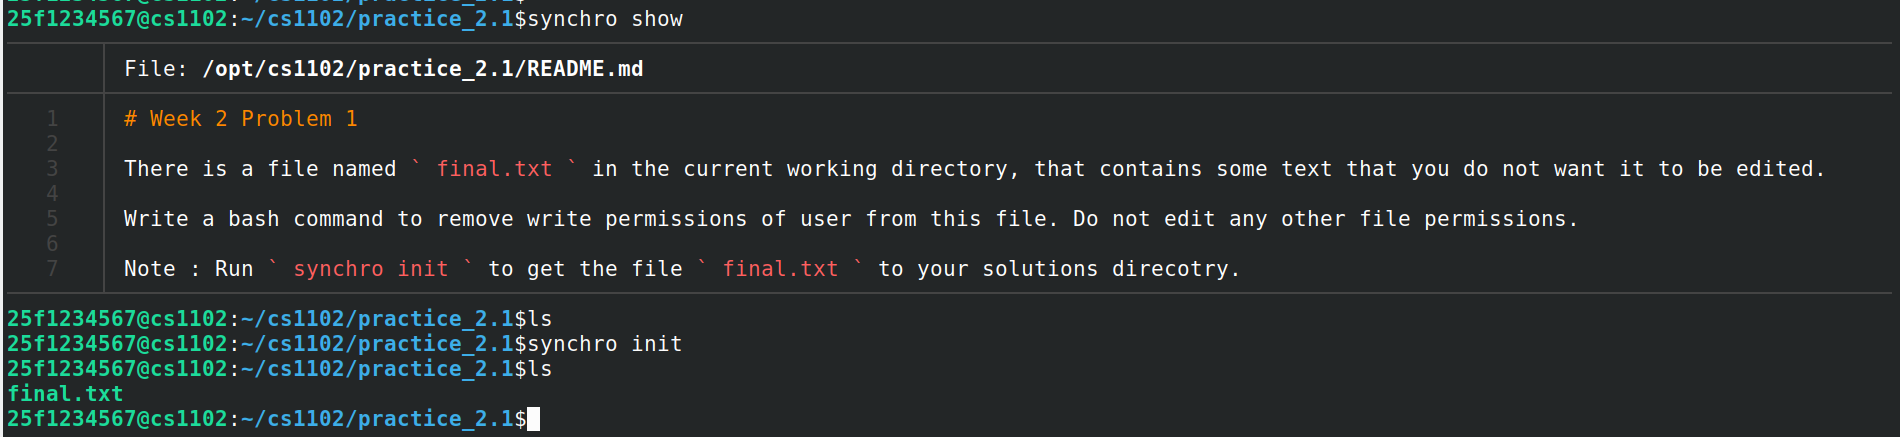 25f1234567@cs1102:~/cs1102/practice_2.1$synchro show
File: /opt/cs1102/practice_2.1/README.md
1 # Week 2 Problem 1
2
3 There is a file named ` final.txt ` in the current working directory, that contains some text that you do not want it to be edited.
4
5 Write a bash command to remove write permissions of user from this file. Do not edit any other file permissions.
6
7 Note : Run ` synchro init ` to get the file ` final.txt ` to your solutions direcotry.
25f1234567@cs1102:~/cs1102/practice_2.1$ls
25f1234567@cs1102:~/cs1102/practice_2.1$synchro init
25f1234567@cs1102:~/cs1102/practice_2.1$ls
final.txt
25f1234567@cs1102:~/cs1102/practice_2.1$